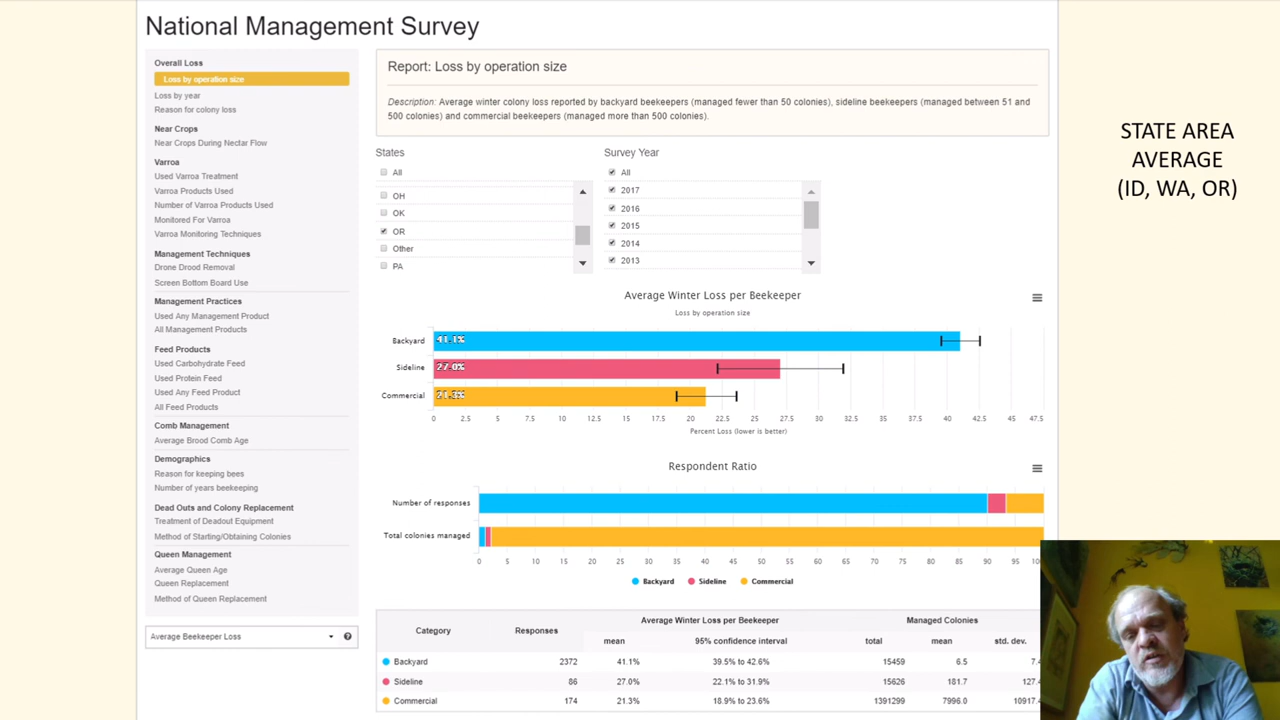 National Management Survey
Overall Loss
Loss by operation size
Loss by year
Reason for colony loss
Near Crops
Near Crops During Nectar Flow
Varroa
Used Varroa Treatment
Varroa Products Used
Number of Varroa Products Used
Monitored For Varroa
Varroa Monitoring Techniques
Management Techniques
Drone Drood Removal
Screen Bottom Board Use
Management Practices
Used Any Management Product
All Management Products
Feed Products
Used Carbohydrate Feed
Used Protein Feed
Used Any Feed Product
All Feed Products
Comb Management
Average Brood Comb Age
Demographics
Reason for keeping bees
Number of years beekeeping
Dead Outs and Colony Replacement
Treatment of Deadout Equipment
Method of Starting/Obtaining Colonies
Queen Management
Average Queen Age
Queen Replacement
Method of Queen Replacement
Average Beekeeper Loss
Report: Loss by operation size
Description: Average winter colony loss reported by backyard beekeepers (managed fewer than 50 colonies), sideline beekeepers (managed between 51 and
500 colonies) and commercial beekeepers (managed more than 500 colonies).
States
All
OH
OK
OR
Other
PA
Survey Year
All
2017
2016
2015
2014
2013
Average Winter Loss per Beekeeper
Loss by operation size
Backyard 41.1%
Sideline 27.0%
Commercial 21.3%
0 2.5 5 7.5 10 12.5 15 17.5 20 22.5 25 27.5 30 32.5 35 37.5 40 42.5 45 47.5
Percent Loss (lower is better)
Respondent Ratio
Number of responses
Total colonies managed
0 5 10 15 20 25 30 35 40 45 50 55 60 65 70 75 80 85 90 95
Backyard Sideline Commercial
Category Responses Average Winter Loss per Beekeeper Managed Colonies
mean 95% confidence interval total mean std. dev.
Backyard 2372 41.1% 39.5% to 42.6% 15459 6.5
Sideline 86 27.0% 22.1% to 31.9% 15626 181.7 127.4
Commercial 174 21.3% 18.9% to 23.6% 1391299 7996.0 10917.4
STATE AREA
AVERAGE
(ID, WA, OR)